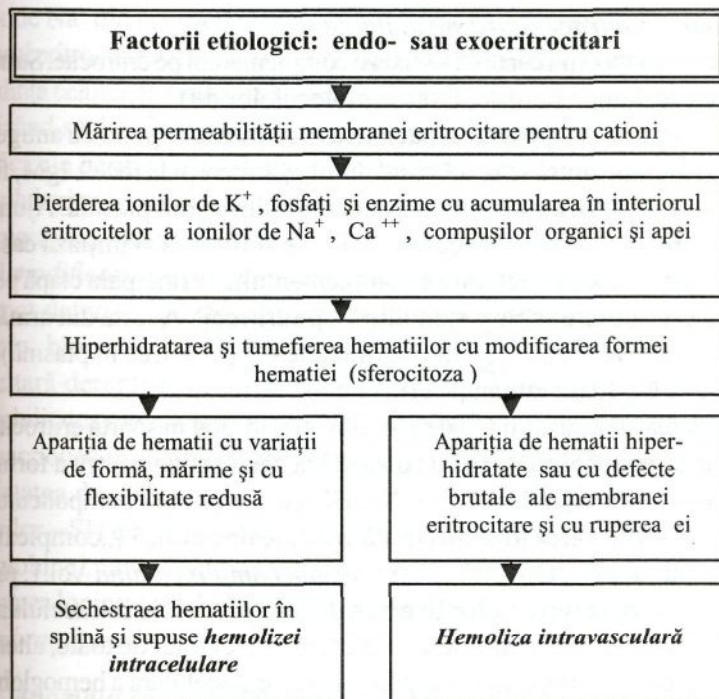 Factorii etiologici: endo- sau exoeritrocitari
Mărirea permeabilității membranei eritrocitare pentru cationi
Pierderea ionilor de K⁺, fosfați și enzime cu acumularea în interiorul
eritrocitelor a ionilor de Na⁺, Ca⁺⁺, compușilor organici și apei
Hiperhidratarea și tumefierea hematiilor cu modificarea formei
hematiei (sferocitoza )
Apariția de hematii cu variații
de formă, mărime și cu
flexibilitate redusă
Apariția de hematii hiper-
hidratate sau cu defecte
brutale ale membranei
eritrocitare și cu ruperea ei
Sechestraea hematiilor în
splină și supuse hemolizei
intracelulare
Hemoliza intravasculară